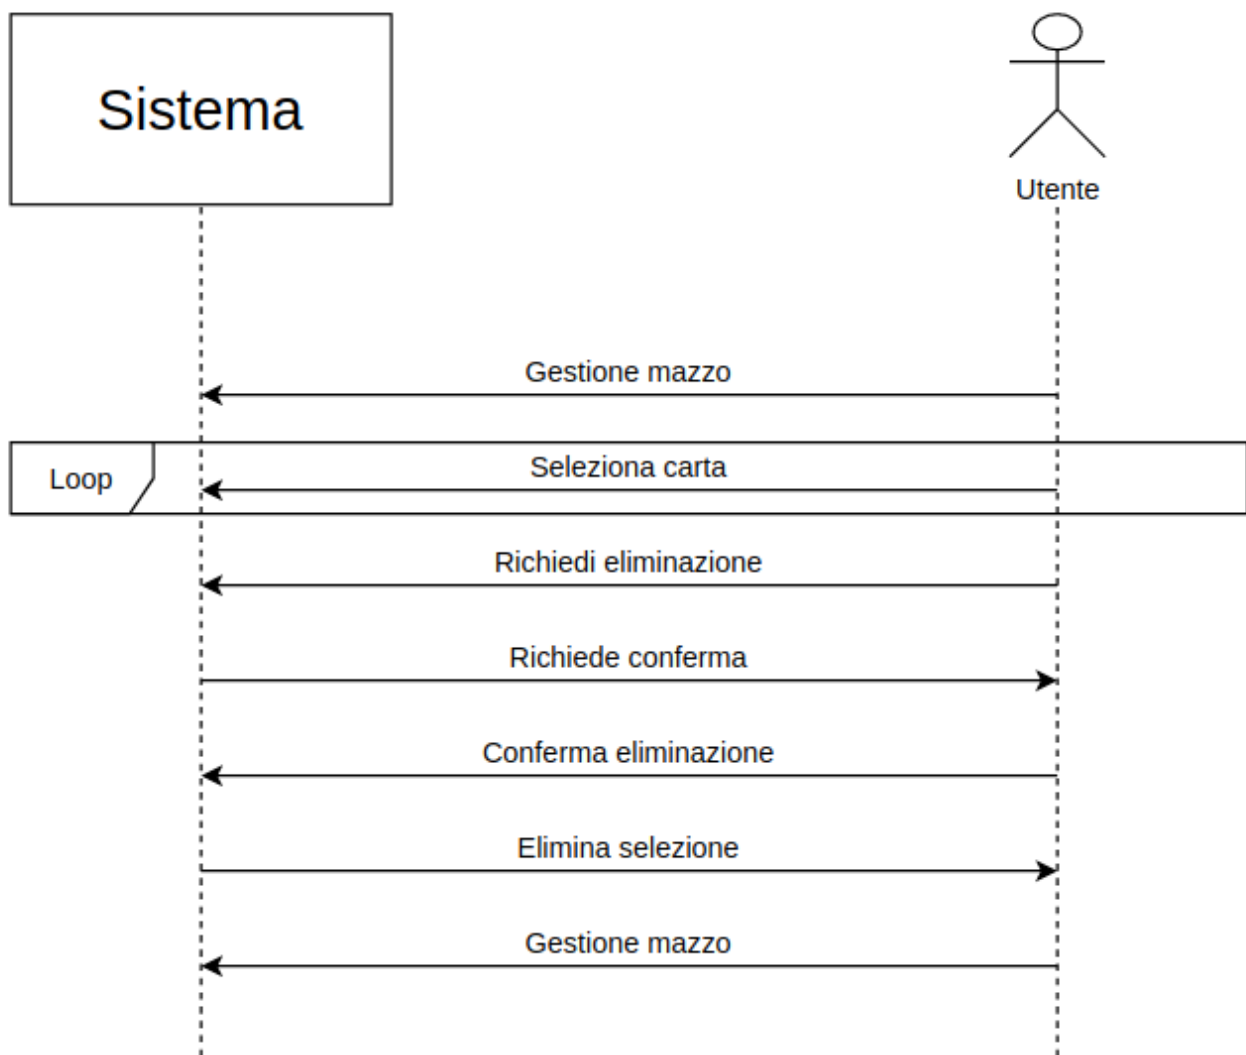 Sistema
Utente
Gestione mazzo
Loop
Seleziona carta
Richiedi eliminazione
Richiede conferma
Conferma eliminazione
Elimina selezione
Gestione mazzo